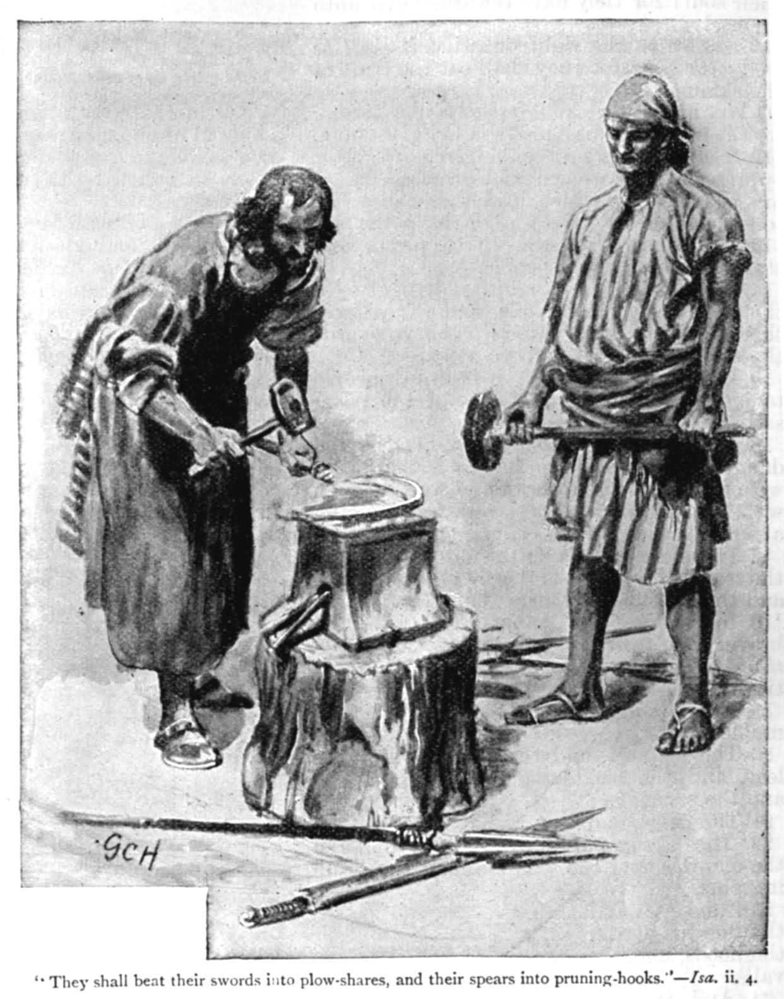 GCH
“They shall beat their swords into plow-shares, and their spears into pruning-hooks.”—Isa. ii. 4.